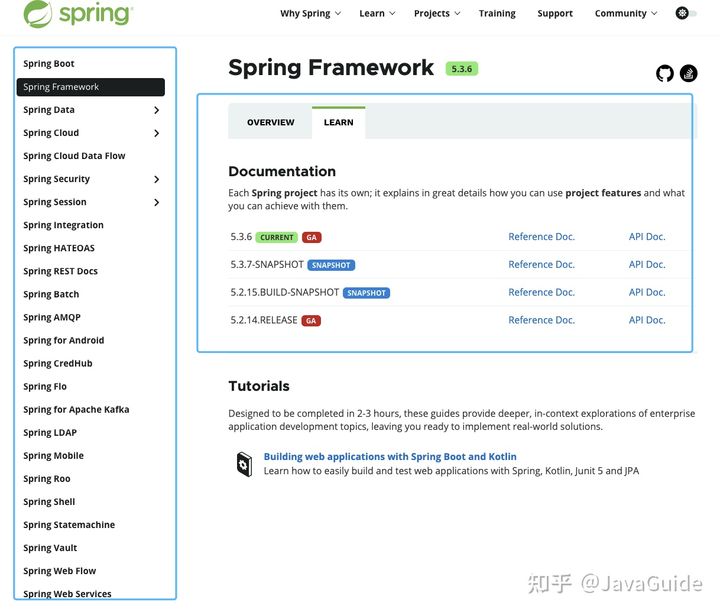 spring
Why Spring Learn Projects Training Support Community
Spring Boot
Spring Framework
Spring Data
Spring Cloud
Spring Cloud Data Flow
Spring Security
Spring Session
Spring Integration
Spring HATEOAS
Spring REST Docs
Spring Batch
Spring AMQP
Spring for Android
Spring CredHub
Spring Flo
Spring for Apache Kafka
Spring LDAP
Spring Mobile
Spring Roo
Spring Shell
Spring Statemachine
Spring Vault
Spring Web Flow
Spring Web Services
Spring Framework 5.3.6
OVERVIEW LEARN
Documentation
Each Spring project has its own; it explains in great details how you can use project features and what
you can achieve with them.
5.3.6 CURRENT GA Reference Doc. API Doc.
5.3.7-SNAPSHOT SNAPSHOT Reference Doc. API Doc.
5.2.15.BUILD-SNAPSHOT SNAPSHOT Reference Doc. API Doc.
5.2.14.RELEASE GA Reference Doc. API Doc.
Tutorials
Designed to be completed in 2-3 hours, these guides provide deeper, in-context explorations of enterprise
application development topics, leaving you ready to implement real-world solutions.
Building web applications with Spring Boot and Kotlin
Learn how to easily build and test web applications with Spring, Kotlin, Junit 5 and JPA
知乎 @JavaGuide